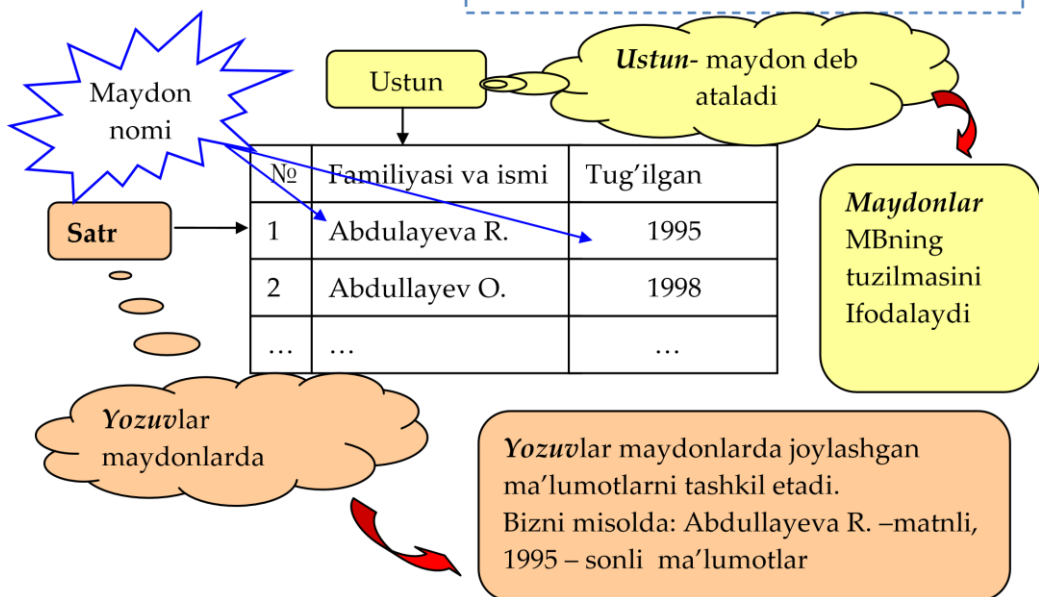 Maydon
nomi
Ustun
Ustun- maydon deb
ataladi
№ Familiyasi va ismi Tug’ilgan
1 Abdulayeva R. 1995
2 Abdullayev O. 1998
… … …
Satr
Maydonlar
MBning
tuzilmasini
Ifodalaydi
Yozuvlar
maydonlarda
Yozuvlar maydonlarda joylashgan
ma’lumotlarni tashkil etadi.
Bizni misolda: Abdullayeva R. –matnli,
1995 – sonli ma’lumotlar